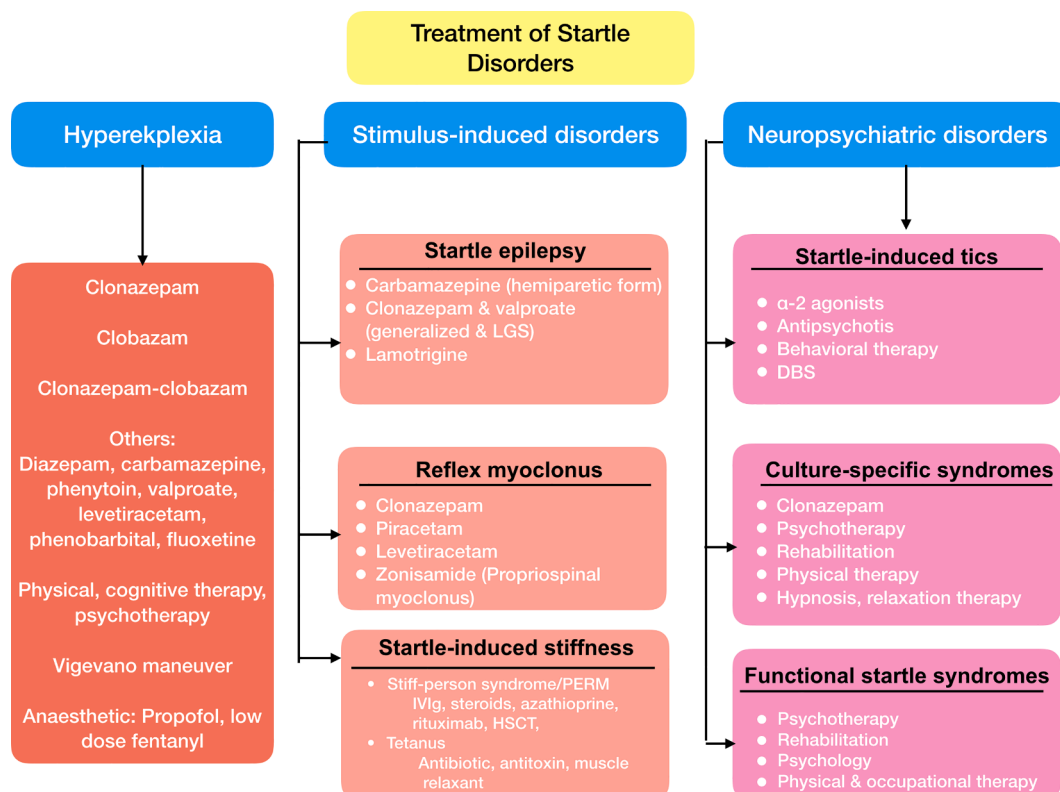 Treatment of Startle
Disorders
Hyperekplexia
Clonazepam
Clobazam
Clonazepam-clobazam
Others:
Diazepam, carbamazepine,
phenytoin, valproate,
levetiracetam,
phenobarbital, fluoxetine
Physical, cognitive therapy,
psychotherapy
Vigevano maneuver
Anaesthetic: Propofol, low
dose fentanyl
Stimulus-induced disorders
Startle epilepsy
● Carbamazepine (hemiparetic form)
● Clonazepam & valproate
(generalized & LGS)
● Lamotrigine
Reflex myoclonus
● Clonazepam
● Piracetam
● Levetiracetam
● Zonisamide (Propriospinal
myoclonus)
Startle-induced stiffness
• Stiff-person syndrome/PERM
IVIg, steroids, azathioprine,
rituximab, HSCT,
• Tetanus
Antibiotic, antitoxin, muscle
relaxant
Neuropsychiatric disorders
Startle-induced tics
● α-2 agonists
● Antipsychotis
● Behavioral therapy
● DBS
Culture-specific syndromes
● Clonazepam
● Psychotherapy
● Rehabilitation
● Physical therapy
● Hypnosis, relaxation therapy
Functional startle syndromes
● Psychotherapy
● Rehabilitation
● Psychology
● Physical & occupational therapy